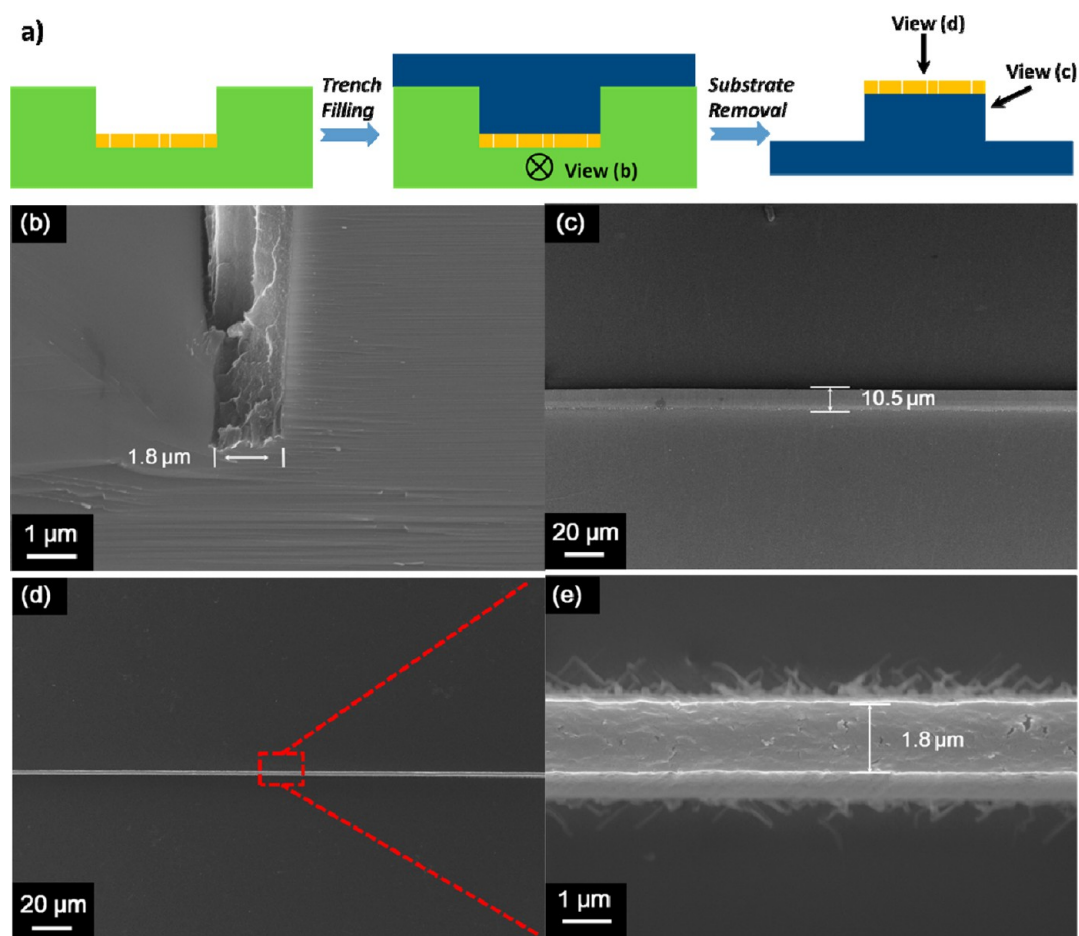 a)
Trench
Filling
Substrate
Removal
View (d)
View (c)
View (b)
(b)
1.8 μm
1 μm
(c)
10.5 μm
20 μm
(d)
20 μm
(e)
1.8 μm
1 μm